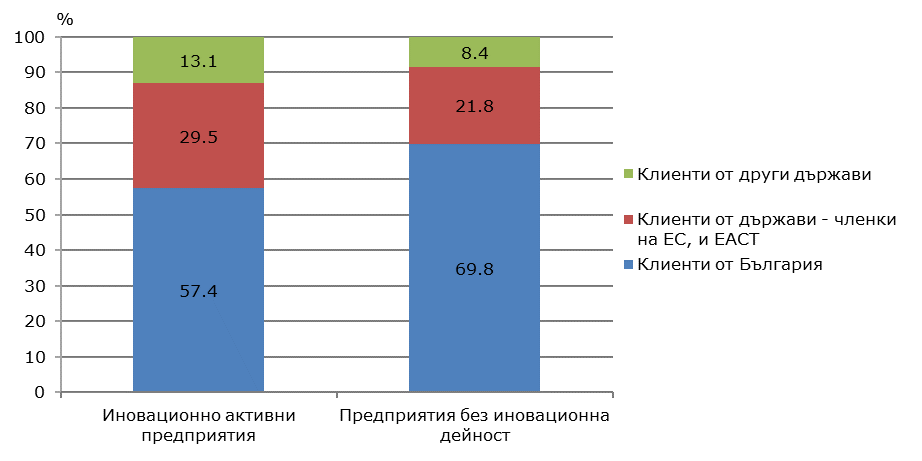 %
100
90
80
70
60
50
40
30
20
10
0
13.1
29.5
57.4
8.4
21.8
69.8
Иновационно активни
предприятия
Предприятия без иновационна
дейност
Клиенти от други държави
Клиенти от държави - членки
на ЕС, и ЕАСТ
Клиенти от България